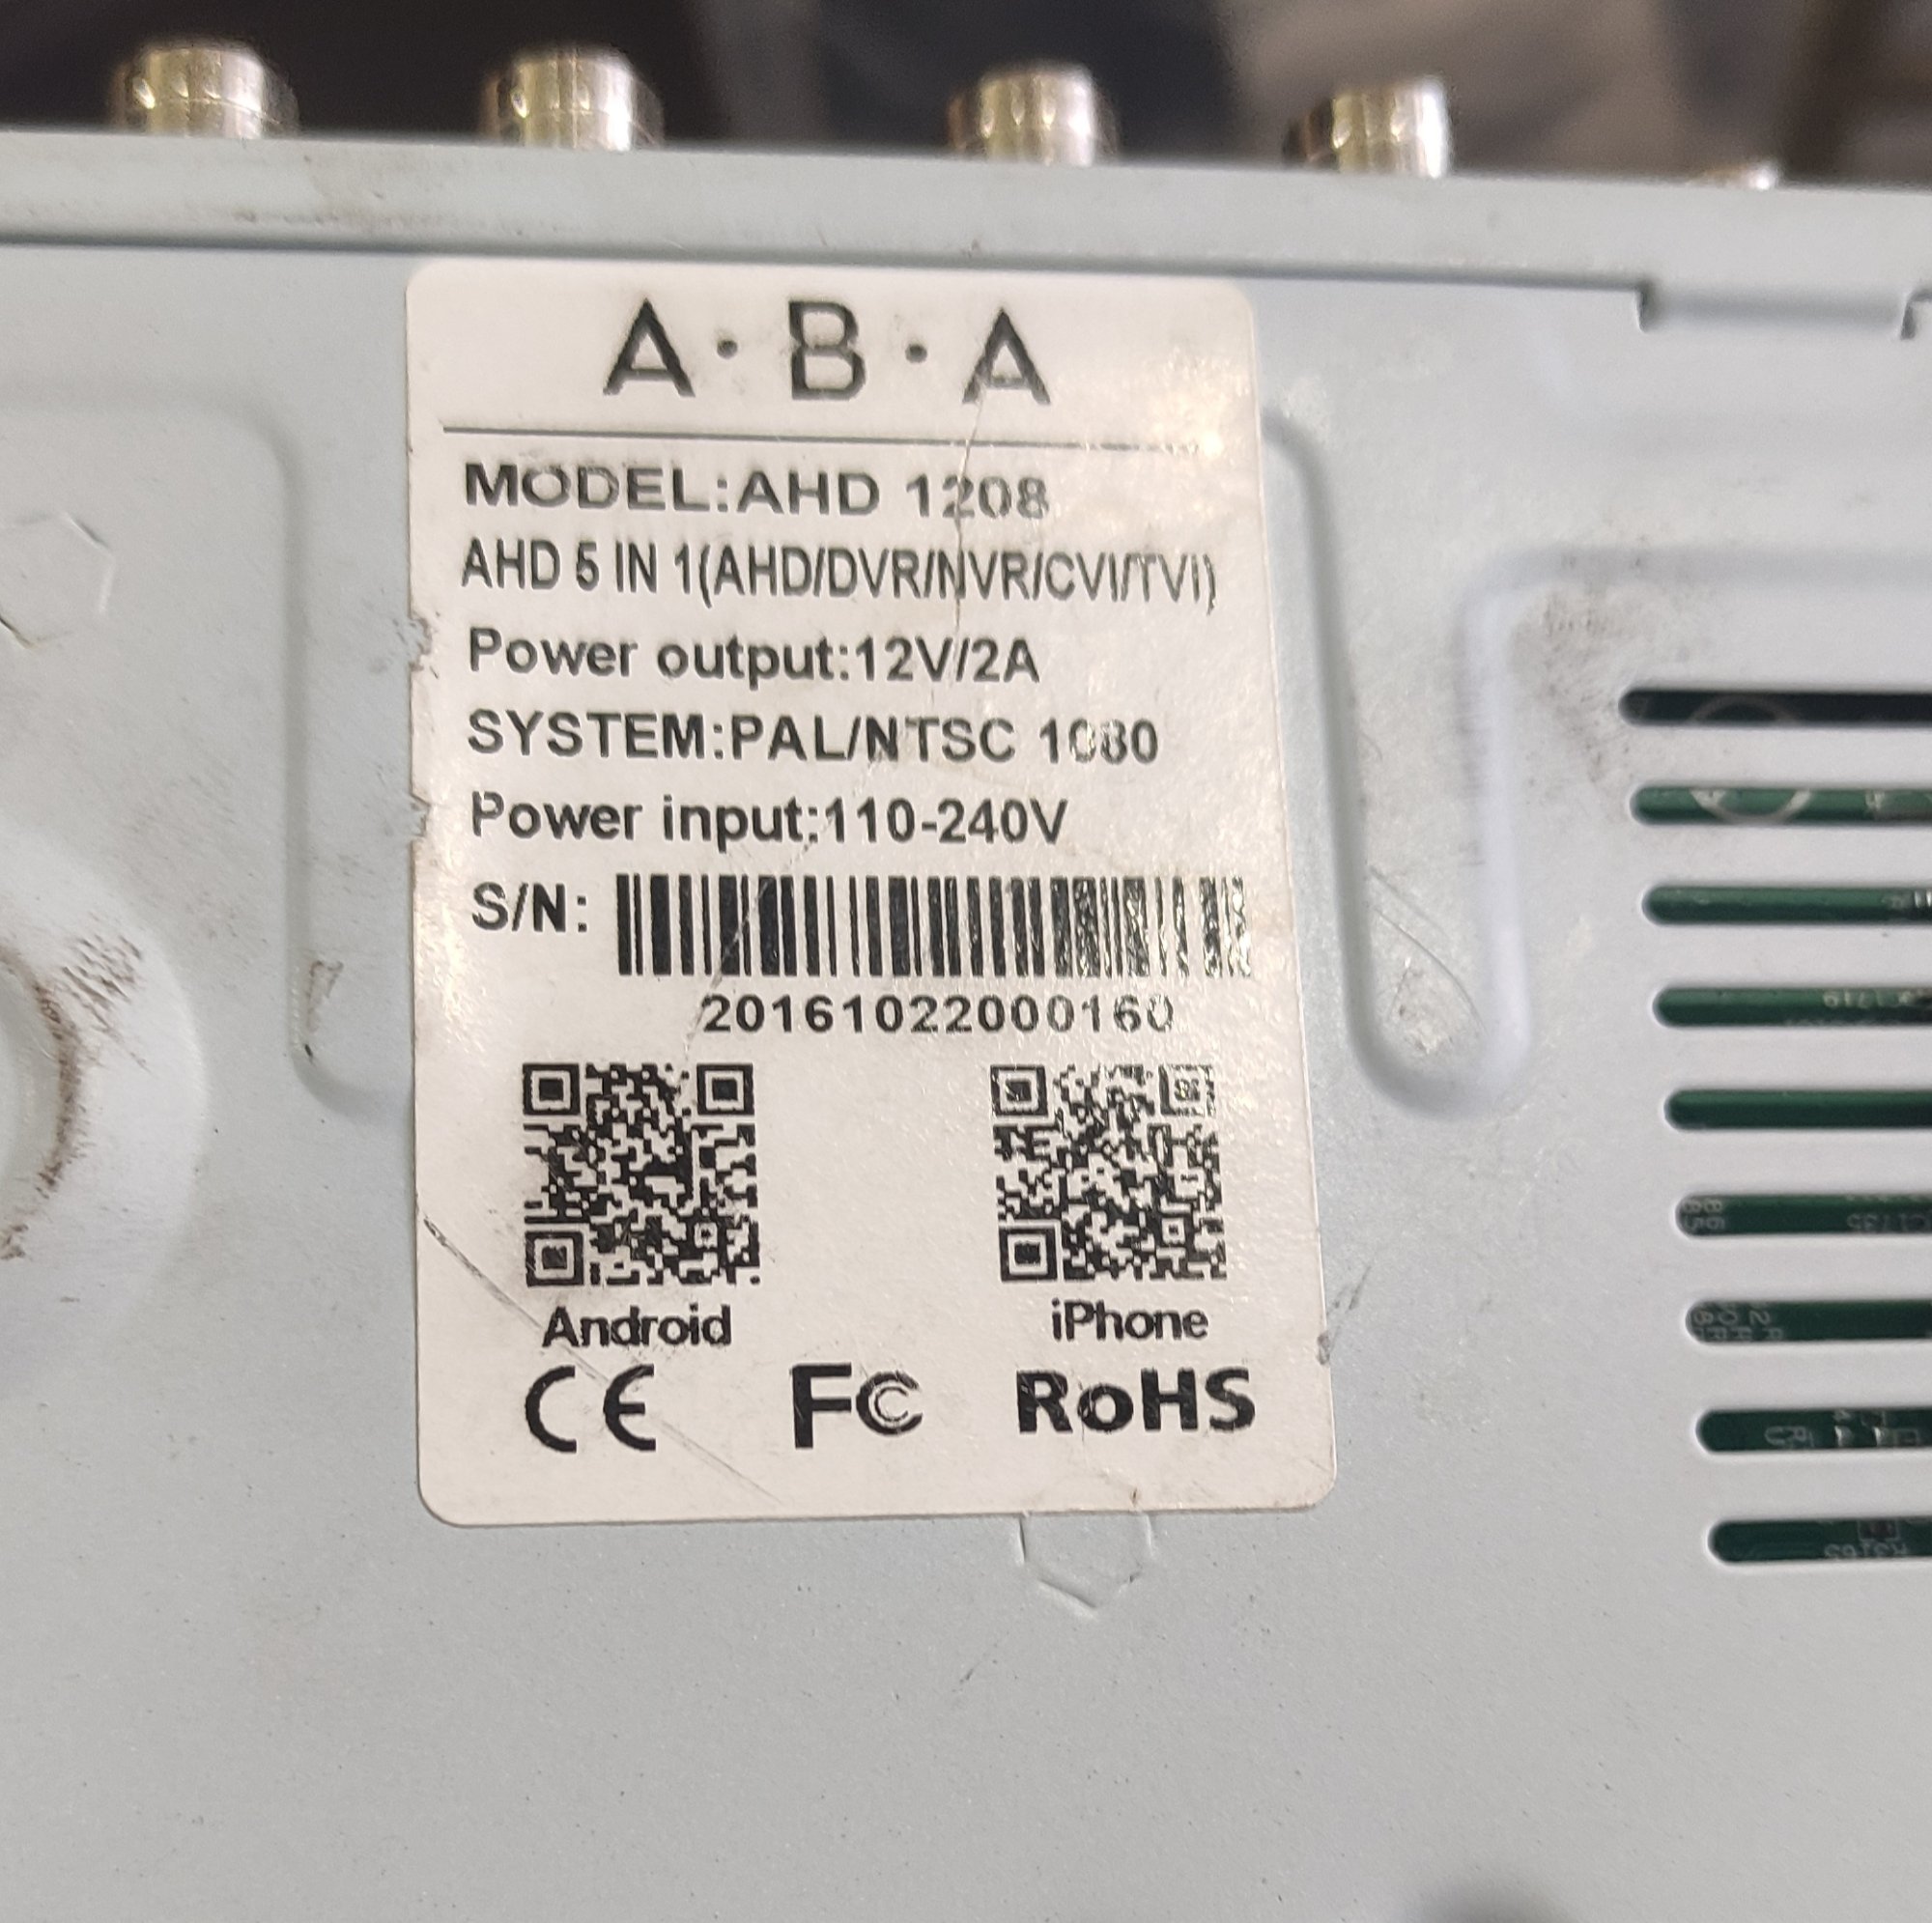 A·B·A
MODEL:AHD 1208
AHD 5 IN 1(AHD/DVR/NVR/CVI/TVI)
Power output:12V/2A
SYSTEM:PAL/NTSC 1080
Power input:110-240V
S/N:
20161022000160
Android
iPhone
CE FC RoHS